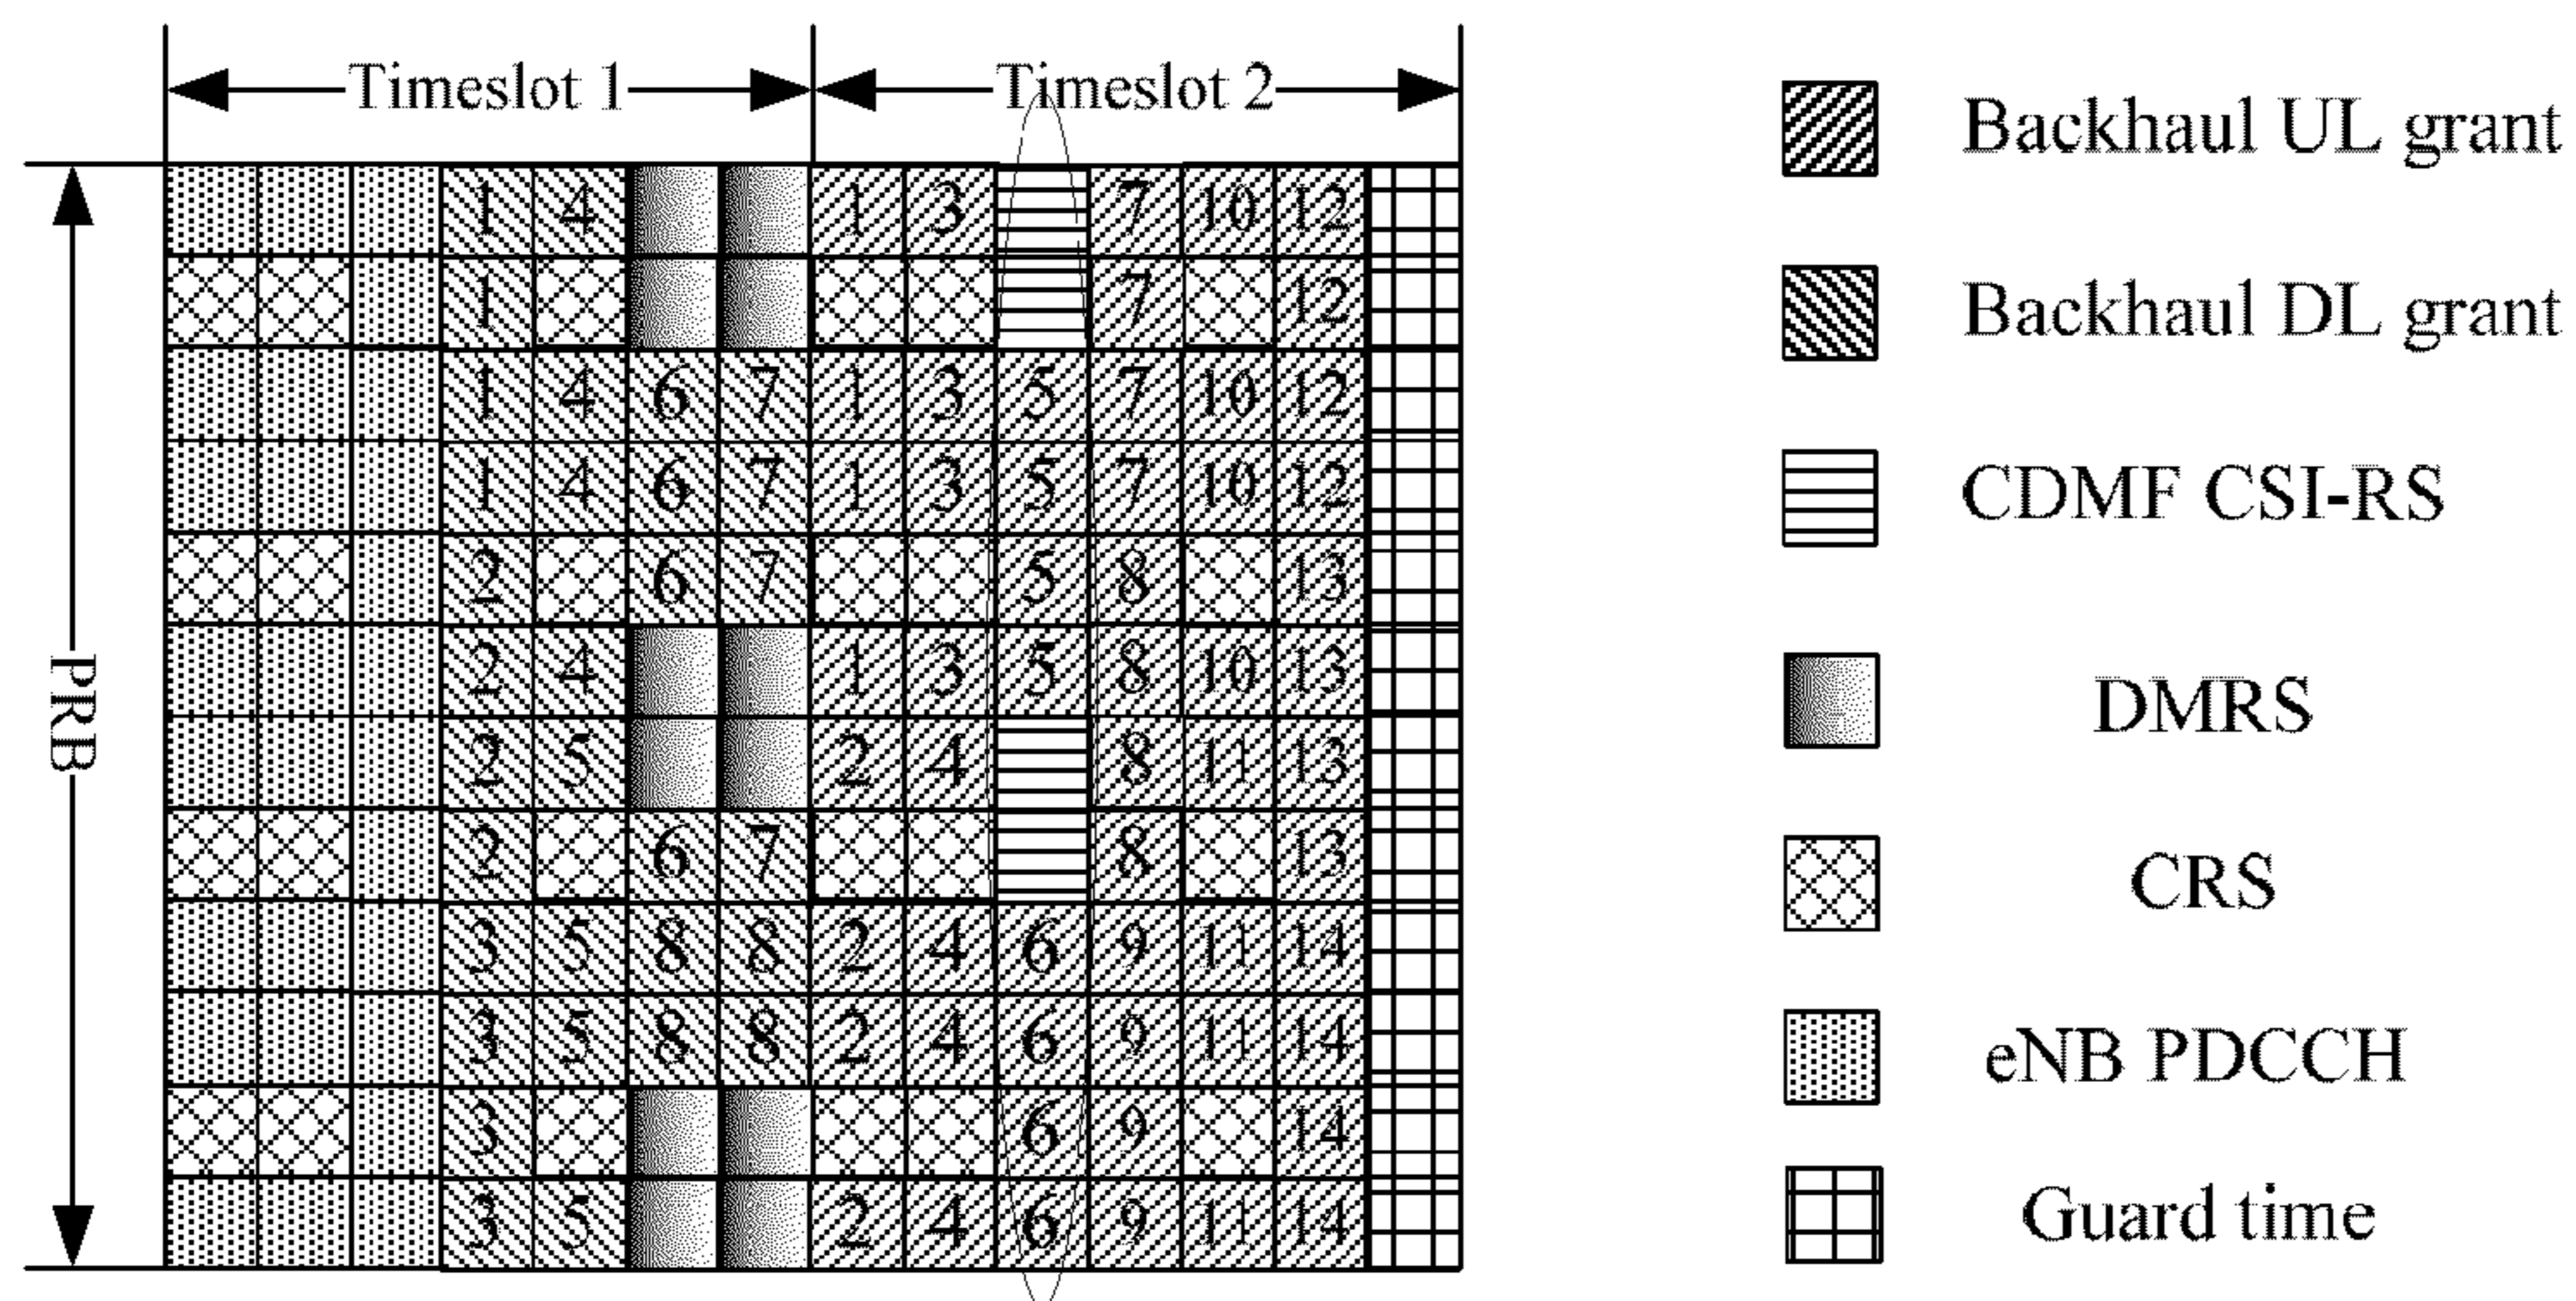 Timeslot 1 Timeslot 2
PRB
1 4 1 3 7 10 12
1 7 12
1 4 6 7 1 3 5 7 10 12
1 4 6 7 1 3 5 7 10 12
2 6 7 5 8 13
2 4 1 3 5 8 10 13
2 5 2 4 8 11 13
2 6 7 8 13
3 5 8 8 2 4 6 9 11 14
3 5 8 8 2 4 6 9 11 14
3 6 9 14
3 5 2 4 6 9 11 14
Backhaul UL grant
Backhaul DL grant
CDMF CSI-RS
DMRS
CRS
eNB PDCCH
Guard time